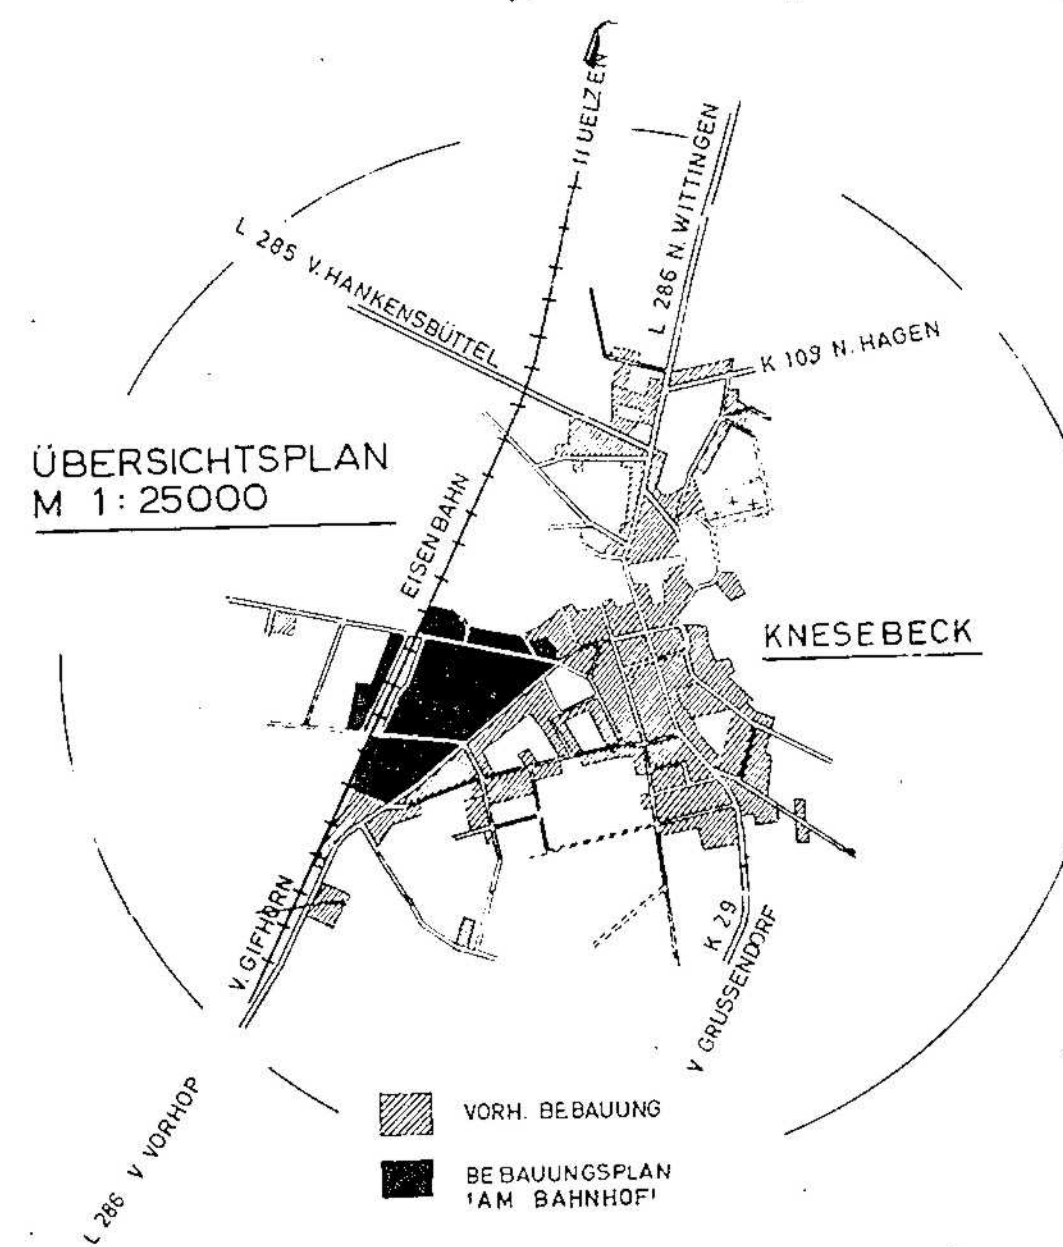 N UELZEN
L 286 N. WITTINGEN
L 285 V. HANKENSBÜTTEL
K 109 N. HAGEN
ÜBERSICHTSPLAN
M 1:25000
EISENBAHN
KNESEBECK
V. GIFHORN
K 29
V GRUSSENDORF
L 286 V VORHOP
VORH. BEBAUUNG
BEBAUUNGSPLAN
'AM BAHNHOF'